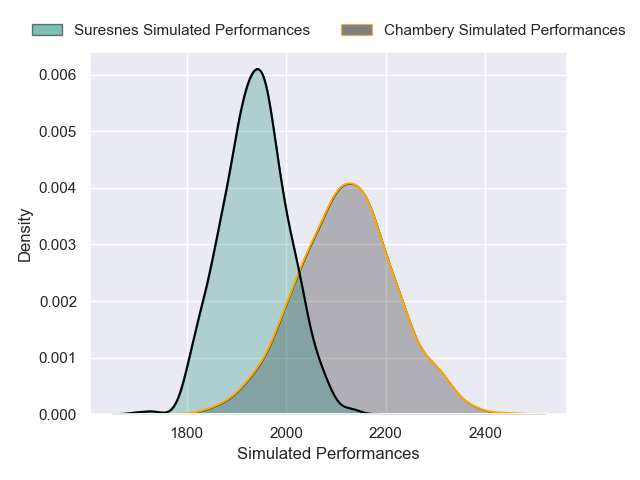 Suresnes Simulated Performances
Chambery Simulated Performances
0.006
0.005
0.004
0.003
0.002
0.001
0.000
Density
1800 2000 2200 2400
Simulated Performances